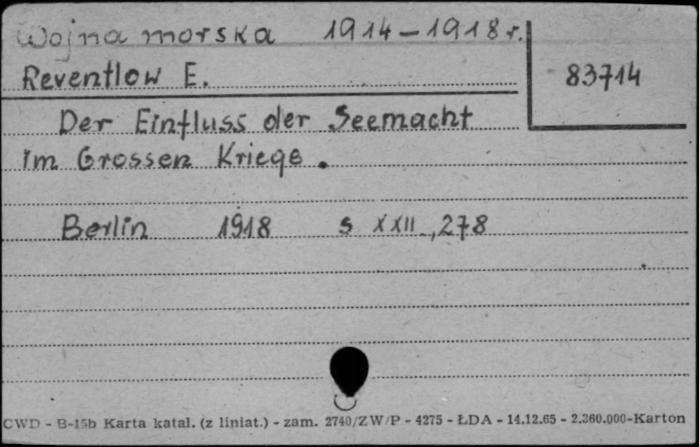 Wojna morska 1914-1918 r.
Reventlow E.
83714
Der Einfluss der Seemacht
im Grossen Kriege.
Berlin 1918 s XXII, 278
CWD - B-15b Karta katal. (z liniat.) - zam. 2740/ZW/P - 4275 - ŁDA - 14.12.65 - 2.360.000-Karton